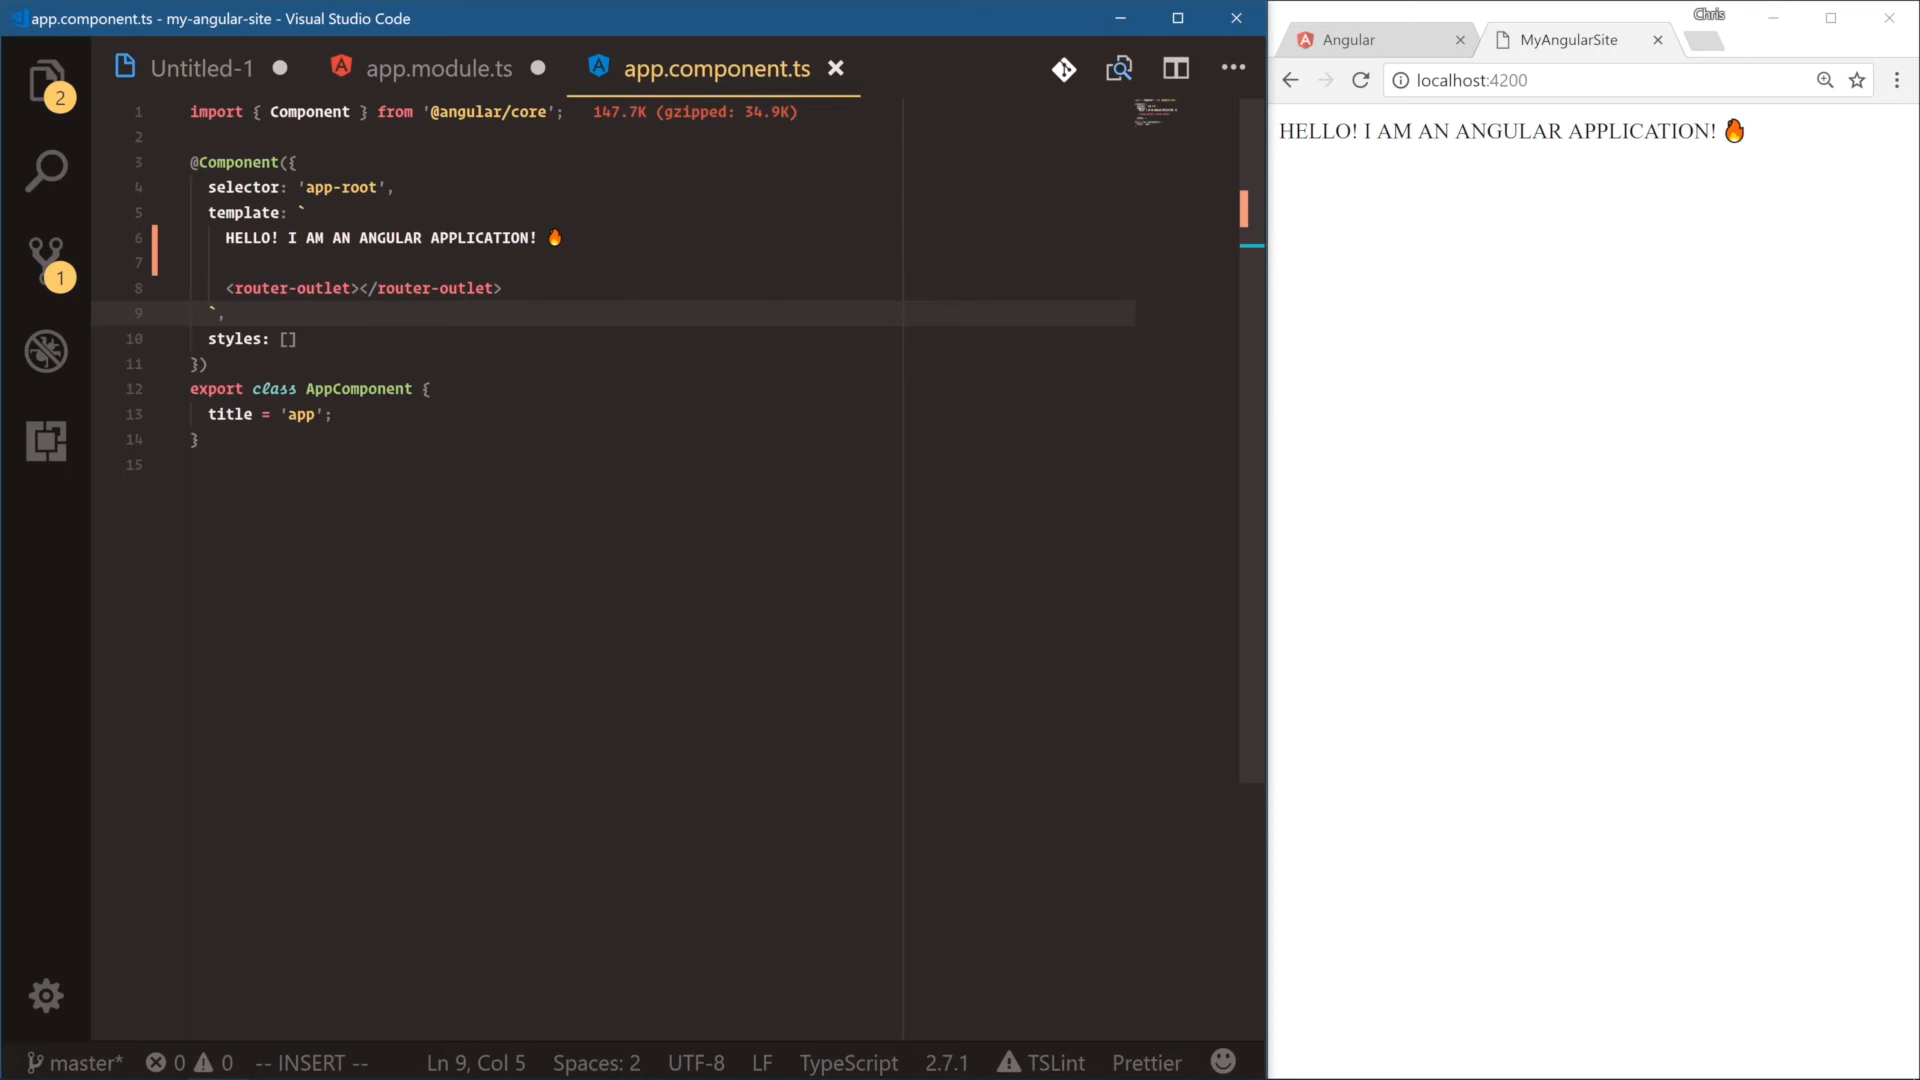 app.component.ts - my-angular-site - Visual Studio Code
Untitled-1
app.module.ts
app.component.ts
2
1
1 import { Component } from '@angular/core'; 147.7K (gzipped: 34.9K)
2
3 @Component({
4 selector: 'app-root',
5 template: `
6 HELLO! I AM AN ANGULAR APPLICATION! 🔥
7
8 <router-outlet></router-outlet>
9 `,
10 styles: []
11 })
12 export class AppComponent {
13 title = 'app';
14 }
15
master* 0 0 -- INSERT -- Ln 9, Col 5 Spaces: 2 UTF-8 LF TypeScript 2.7.1 TSLint Prettier
Chris
Angular
MyAngularSite
localhost:4200
HELLO! I AM AN ANGULAR APPLICATION! 🔥